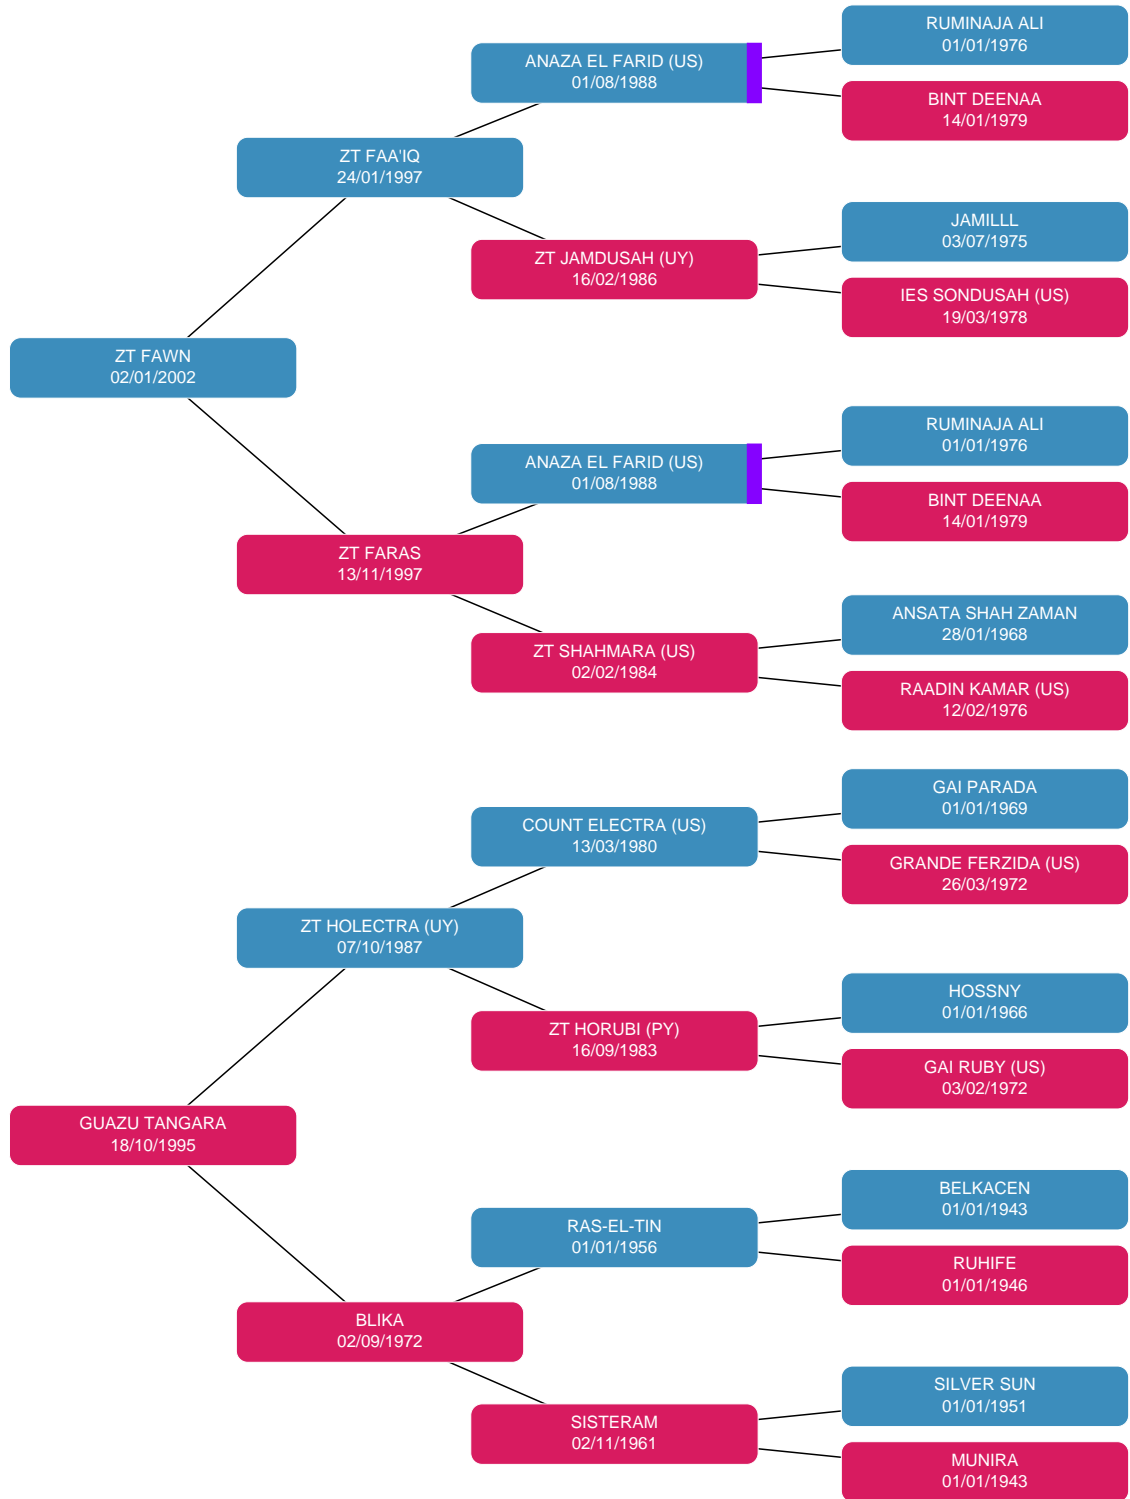 RUMINAJA ALI
01/01/1976
ANAZA EL FARID (US)
01/08/1988
BINT DEENAA
14/01/1979
ZT FAA'IQ
24/01/1997
JAMILLL
03/07/1975
ZT JAMDUSAH (UY)
16/02/1986
IES SONDUSAH (US)
19/03/1978
ZT FAWN
02/01/2002
RUMINAJA ALI
01/01/1976
ANAZA EL FARID (US)
01/08/1988
BINT DEENAA
14/01/1979
ZT FARAS
13/11/1997
ANSATA SHAH ZAMAN
28/01/1968
ZT SHAHMARA (US)
02/02/1984
RAADIN KAMAR (US)
12/02/1976
GAI PARADA
01/01/1969
COUNT ELECTRA (US)
13/03/1980
GRANDE FERZIDA (US)
26/03/1972
ZT HOLECTRA (UY)
07/10/1987
HOSSNY
01/01/1966
ZT HORUBI (PY)
16/09/1983
GAI RUBY (US)
03/02/1972
GUAZU TANGARA
18/10/1995
BELKACEN
01/01/1943
RAS-EL-TIN
01/01/1956
RUHIFE
01/01/1946
BLIKA
02/09/1972
SILVER SUN
01/01/1951
SISTERAM
02/11/1961
MUNIRA
01/01/1943